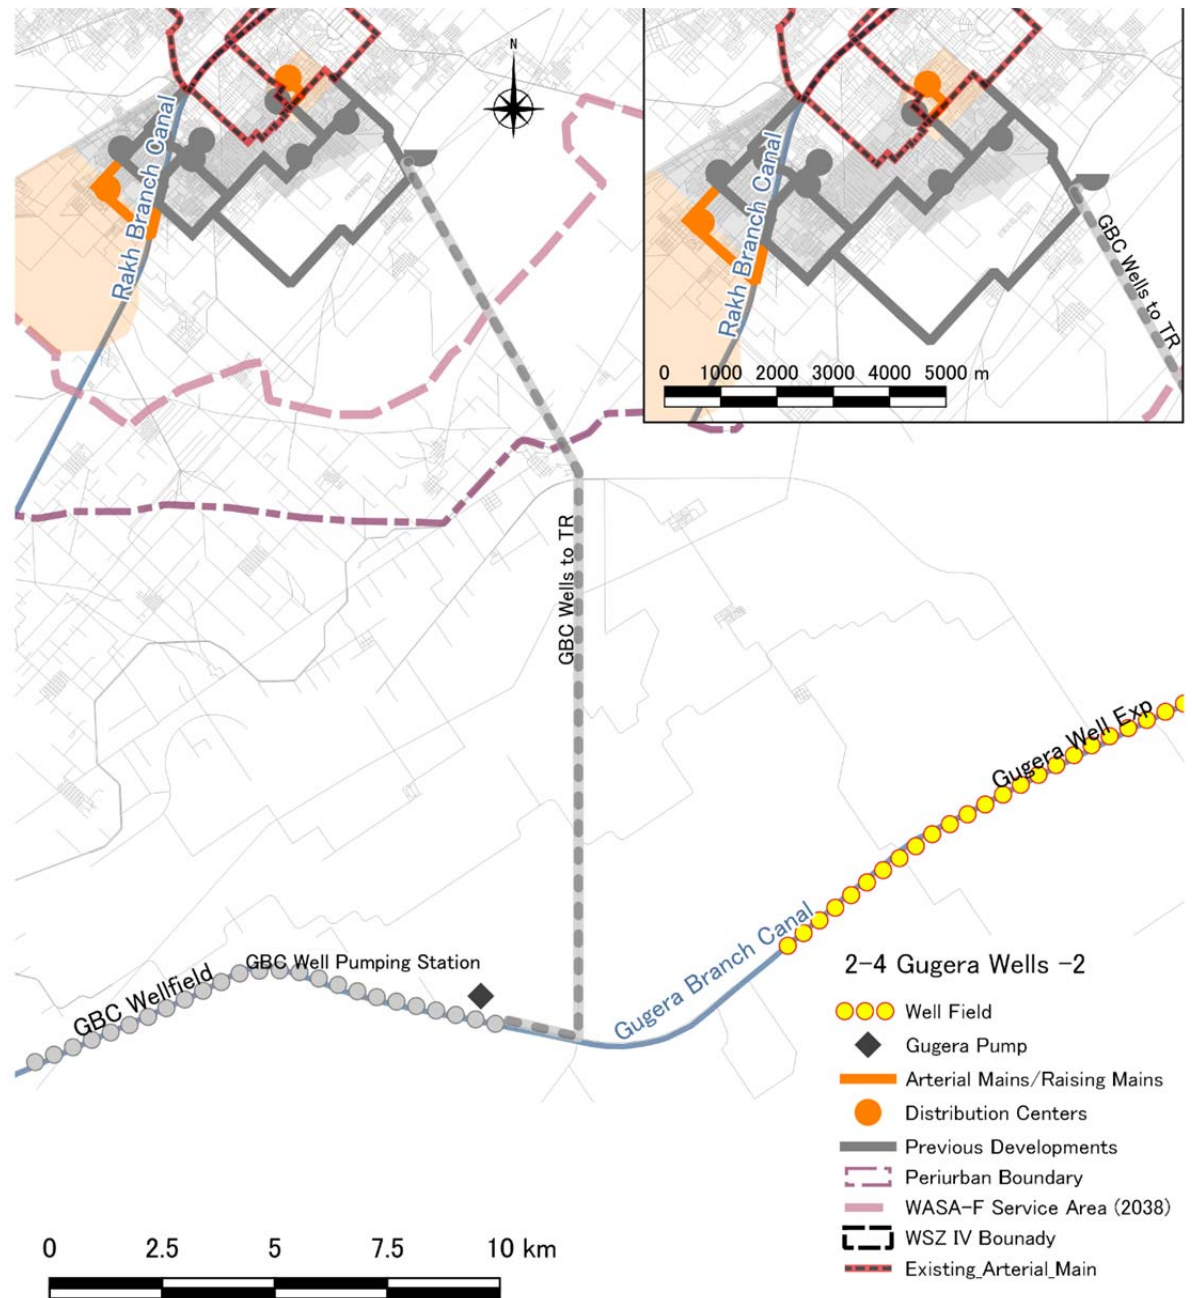 N
Rakh Branch Canal
Rakh Branch Canal
GBC Wells to TR
0 1000 2000 3000 4000 5000 m
GBC Wells to TR
Gugera Well Exp
Gugera Branch Canal
GBC Well Pumping Station
GBC Wellfield
2-4 Gugera Wells -2
Well Field
Gugera Pump
Arterial Mains/Raising Mains
Distribution Centers
Previous Developments
Periurban Boundary
WASA-F Service Area (2038)
WSZ IV Bounady
Existing_Arterial_Main
0 2.5 5 7.5 10 km